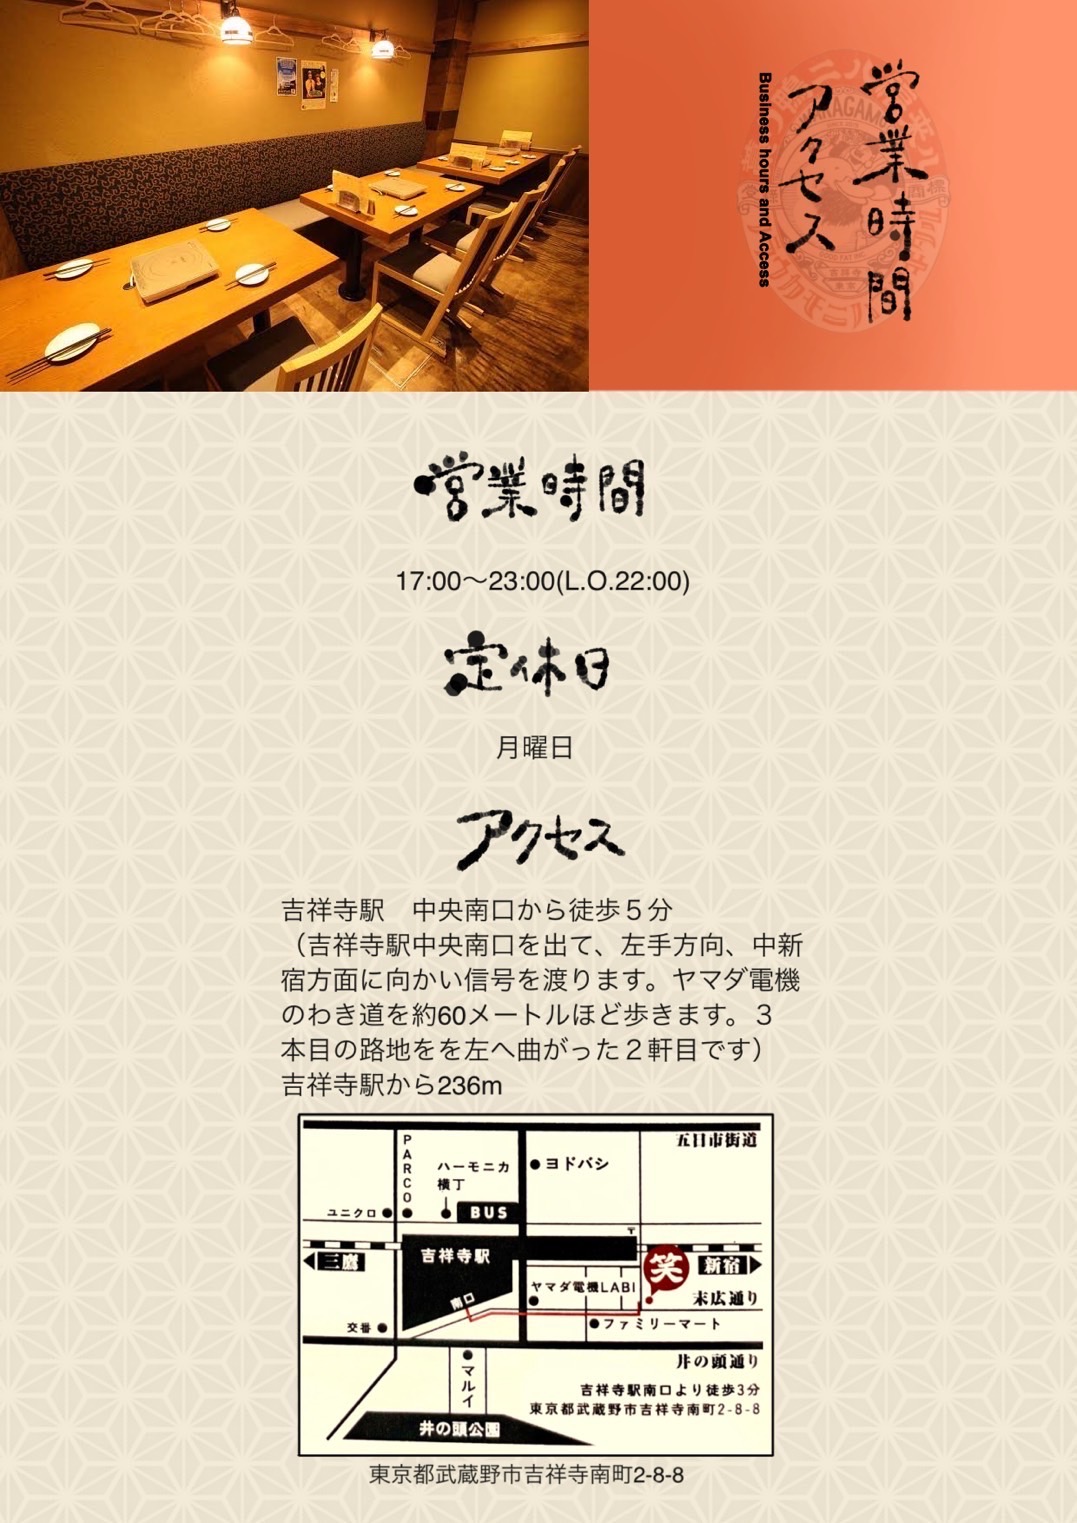 営業時間
アクセス
Business hours and Access
営業時間
17:00〜23:00(L.O.22:00)
定休日
月曜日
アクセス
吉祥寺駅　中央南口から徒歩５分
（吉祥寺駅中央南口を出て、左手方向、中新
宿方面に向かい信号を渡ります。ヤマダ電機
のわき道を約60メートルほど歩きます。３
本目の路地をを左へ曲がった２軒目です）
吉祥寺駅から236m
五日市街道
PARCO
ハーモニカ
横丁
ヨドバシ
ユニクロ
BUS
〒
吉祥寺駅
三鷹
笑
新宿
南口
ヤマダ電機LABI
末広通り
交番
ファミリーマート
井の頭通り
マルイ
吉祥寺駅南口より徒歩3分
東京都武蔵野市吉祥寺南町2-8-8
井の頭公園
東京都武蔵野市吉祥寺南町2-8-8